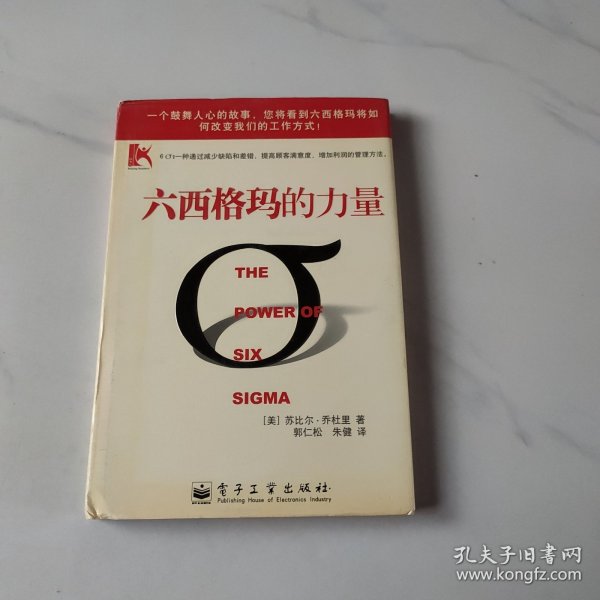 一个鼓舞人心的故事，您将看到六西格玛将如
何改变我们的工作方式！
6σ：一种通过减少缺陷和差错，提高顾客满意度，增加利润的管理方法。
六西格玛的力量
σ
THE
POWER OF
SIX
SIGMA
[美] 苏比尔·乔杜里 著
郭仁松 朱健 译
電子工業出版社·
Publishing House of Electronics Industry
孔夫子旧书网
www.kongfz.com